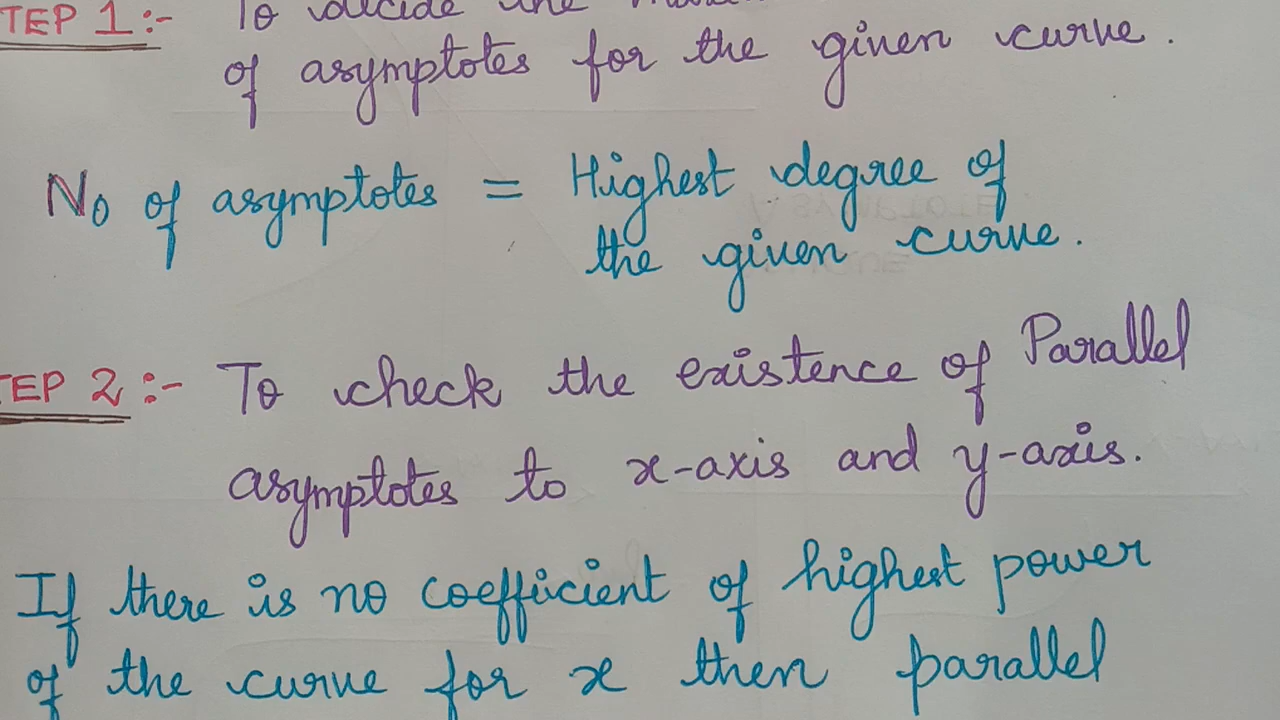 TEP 1:- To decide the
of asymptotes for the given curve.
No of asymptotes = Highest degree of
the given curve.
TEP 2:- To check the existence of Parallel
asymptotes to x-axis and y-axis.
If there is no coefficient of highest power
of the curve for x then parallel